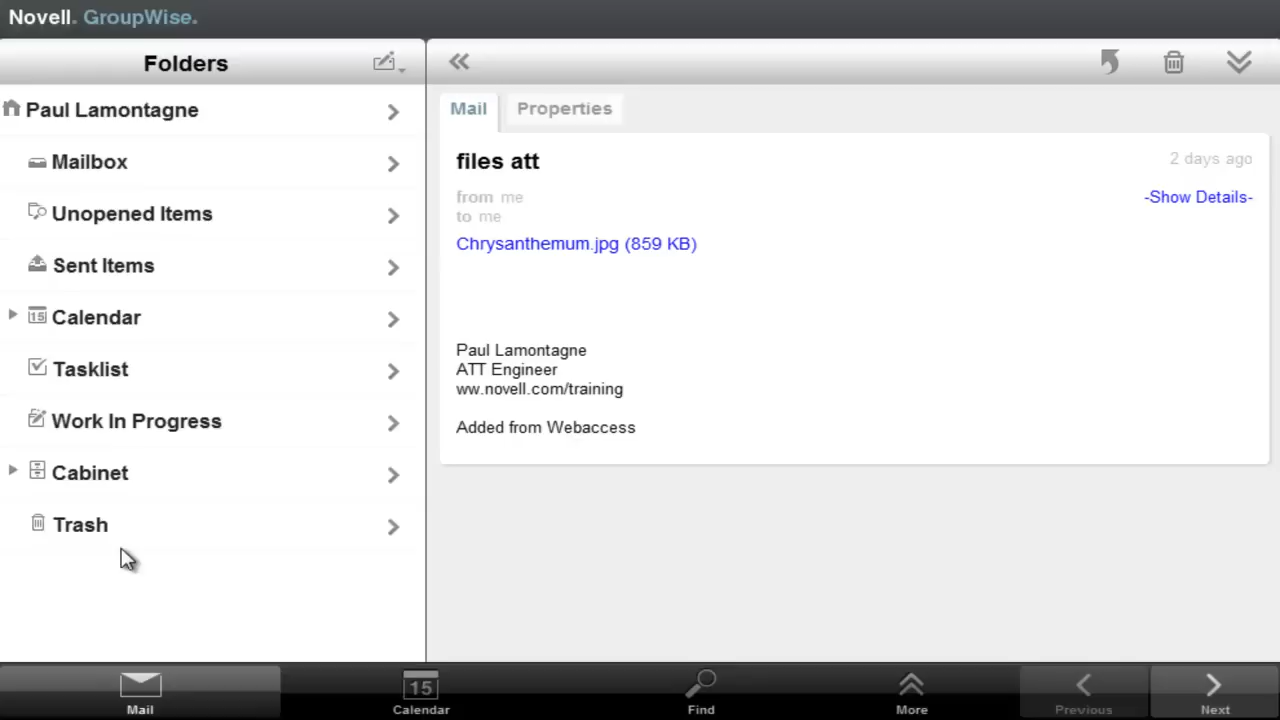 Novell. GroupWise.
Folders
Paul Lamontagne
Mailbox
Unopened Items
Sent Items
15 Calendar
Tasklist
Work In Progress
Cabinet
Trash
Mail Properties
files att 2 days ago
from me -Show Details-
to me
Chrysanthemum.jpg (859 KB)
Paul Lamontagne
ATT Engineer
ww.novell.com/training
Added from Webaccess
15
Mail Calendar Find More Previous Next